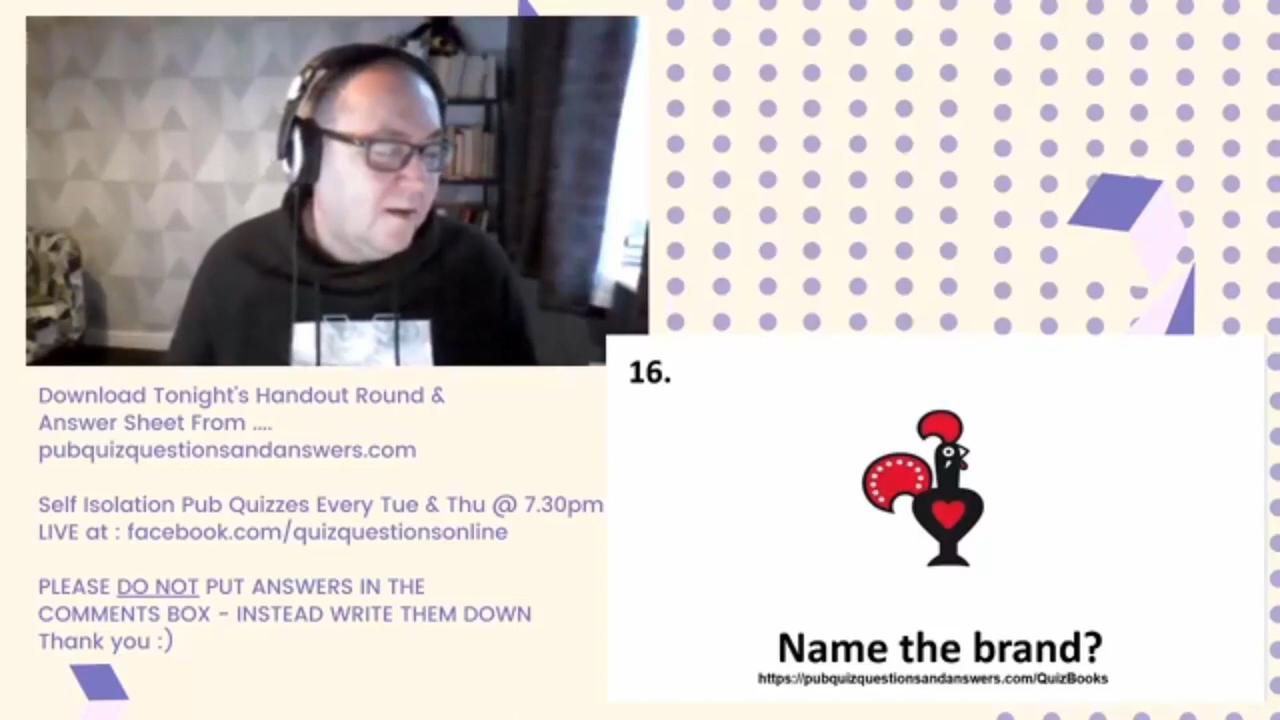 Download Tonight's Handout Round &
Answer Sheet From ....
pubquizquestionsandanswers.com
Self Isolation Pub Quizzes Every Tue & Thu @ 7.30pm
LIVE at : facebook.com/quizquestionsonline
PLEASE DO NOT PUT ANSWERS IN THE
COMMENTS BOX - INSTEAD WRITE THEM DOWN
Thank you :)
16.
Name the brand?
https://pubquizquestionsandanswers.com/QuizBooks